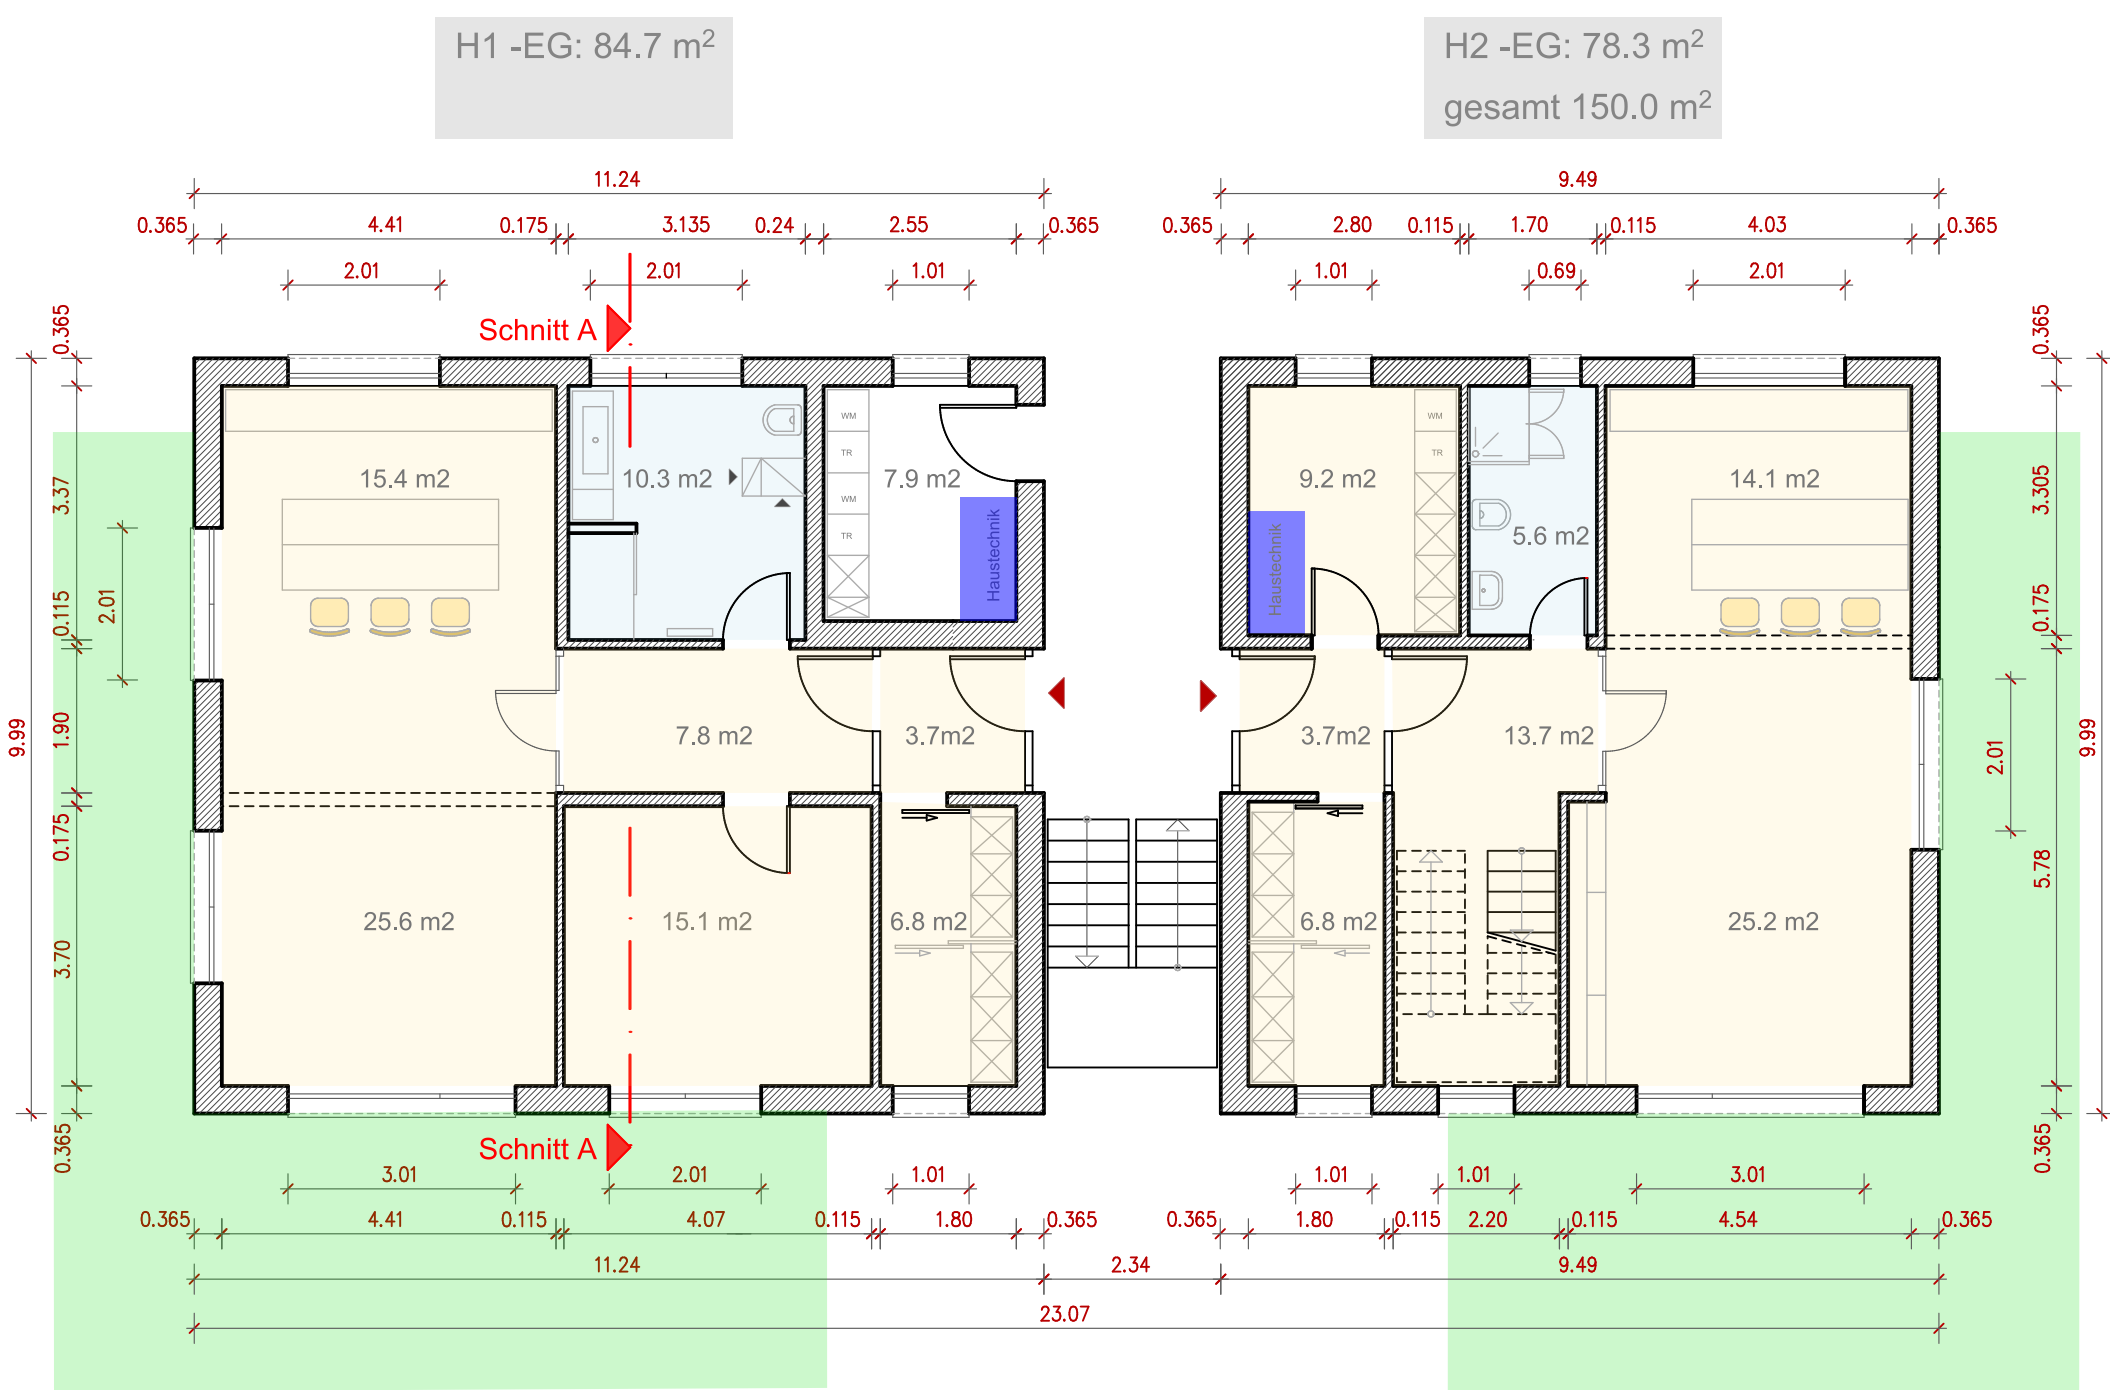 H1 -EG: 84.7 m²
H2 -EG: 78.3 m²
gesamt 150.0 m²
11.24
9.49
0.365
4.41
0.175
3.135
0.24
2.55
0.365
0.365
2.80
0.115
1.70
0.115
4.03
0.365
2.01
2.01
1.01
1.01
0.69
2.01
Schnitt A
0.365
3.37
0.115
2.01
1.90
9.99
0.175
3.70
0.365
WM
TR
WM
TR
WM
TR
15.4 m2
10.3 m2
7.9 m2
9.2 m2
5.6 m2
14.1 m2
Haustechnik
Haustechnik
7.8 m2
3.7m2
3.7m2
13.7 m2
25.6 m2
15.1 m2
6.8 m2
6.8 m2
25.2 m2
0.365
3.305
0.175
2.01
9.99
5.78
0.365
Schnitt A
3.01
2.01
1.01
1.01
1.01
3.01
0.365
4.41
0.115
4.07
0.115
1.80
0.365
0.365
1.80
0.115
2.20
0.115
4.54
0.365
11.24
2.34
9.49
23.07